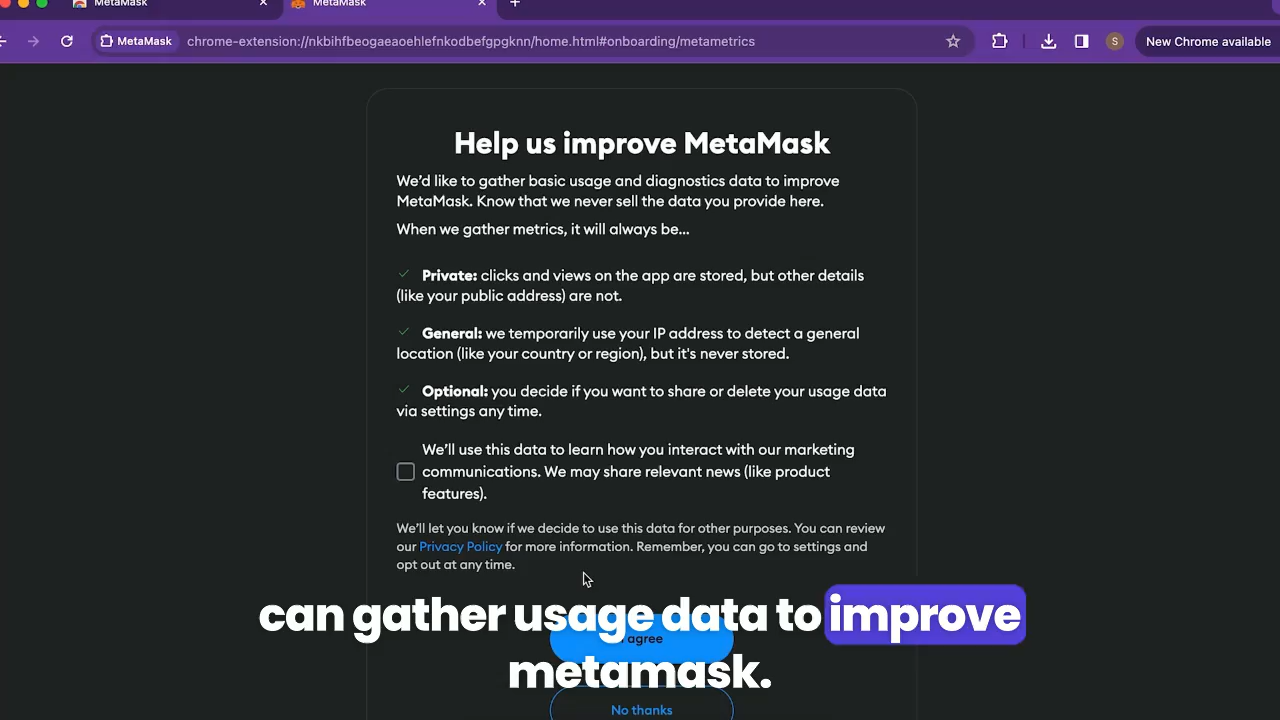 MetaMask
MetaMask
MetaMask
chrome-extension://nkbihfbeogaeaoehlefnkodbefgpgknn/home.html#onboarding/metametrics
S
New Chrome available
Help us improve MetaMask
We’d like to gather basic usage and diagnostics data to improve
MetaMask. Know that we never sell the data you provide here.
When we gather metrics, it will always be...
Private: clicks and views on the app are stored, but other details
(like your public address) are not.
General: we temporarily use your IP address to detect a general
location (like your country or region), but it's never stored.
Optional: you decide if you want to share or delete your usage data
via settings any time.
We’ll use this data to learn how you interact with our marketing
communications. We may share relevant news (like product
features).
We’ll let you know if we decide to use this data for other purposes. You can review
our Privacy Policy for more information. Remember, you can go to settings and
opt out at any time.
can gather usage data to improve
agree
metamask.
No thanks